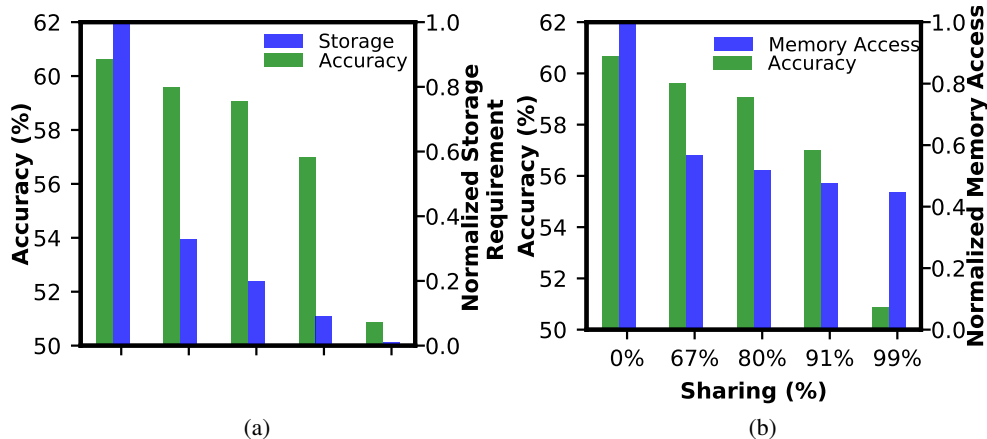 62
60
58
56
54
52
50
Accuracy (%)
Storage
Accuracy
1.0
0.8
0.6
0.4
0.2
0.0
Normalized Storage
Requirement
(a)
62
60
58
56
54
52
50
Accuracy (%)
Memory Access
Accuracy
1.0
0.8
0.6
0.4
0.2
0.0
Normalized Memory Access
0% 67% 80% 91% 99%
Sharing (%)
(b)